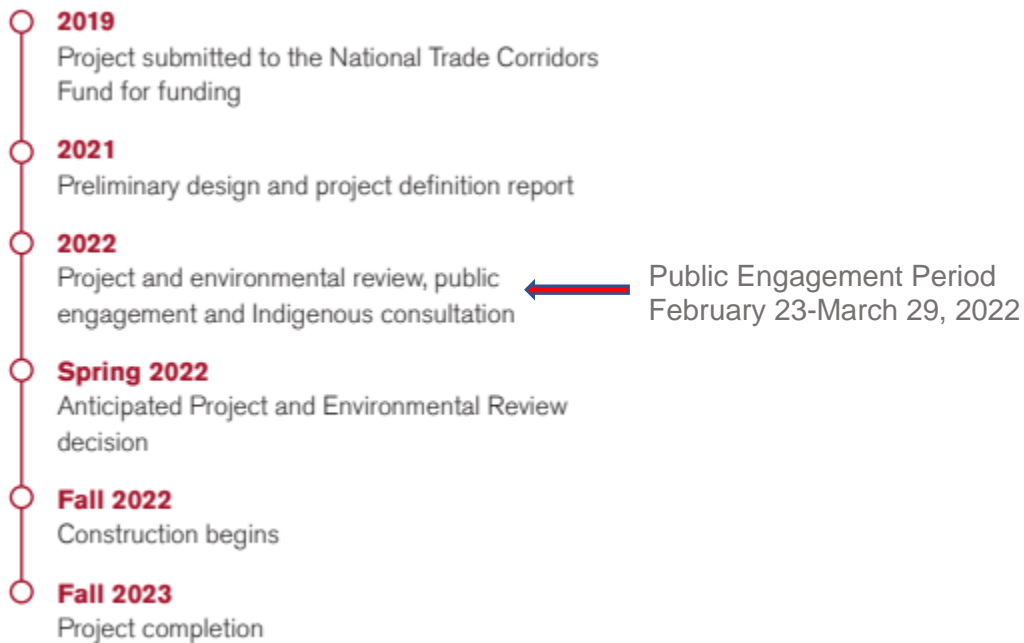 2019
Project submitted to the National Trade Corridors
Fund for funding
2021
Preliminary design and project definition report
2022
Project and environmental review, public
engagement and Indigenous consultation
Public Engagement Period
February 23-March 29, 2022
Spring 2022
Anticipated Project and Environmental Review
decision
Fall 2022
Construction begins
Fall 2023
Project completion